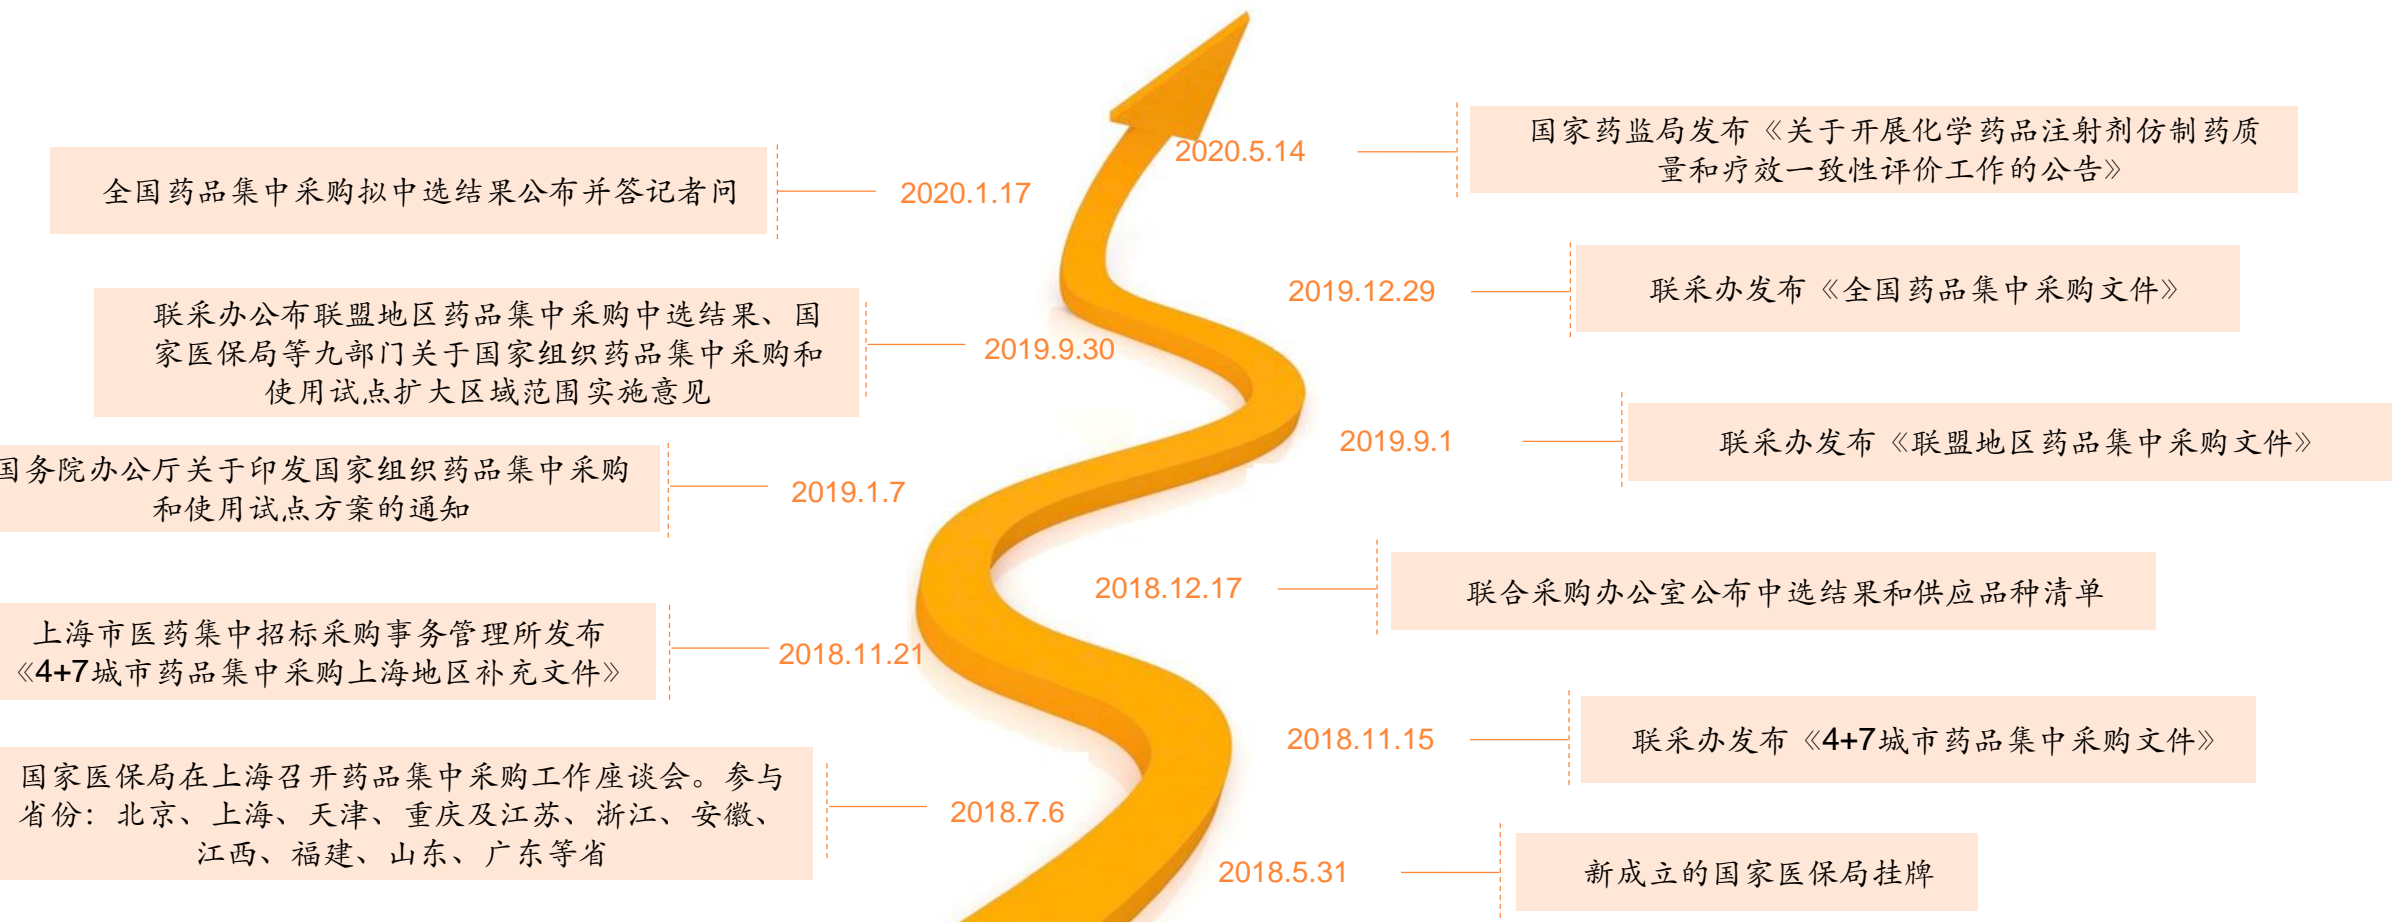 2020.5.14
国家药监局发布《关于开展化学药品注射剂仿制药质
量和疗效一致性评价工作的公告》
全国药品集中采购拟中选结果公布并答记者问
2020.1.17
2019.12.29
联采办发布《全国药品集中采购文件》
联采办公布联盟地区药品集中采购中选结果、国
家医保局等九部门关于国家组织药品集中采购和
使用试点扩大区域范围实施意见
2019.9.30
2019.9.1
联采办发布《联盟地区药品集中采购文件》
国务院办公厅关于印发国家组织药品集中采购
和使用试点方案的通知
2019.1.7
2018.12.17
联合采购办公室公布中选结果和供应品种清单
上海市医药集中招标采购事务管理所发布
《4+7城市药品集中采购上海地区补充文件》
2018.11.21
2018.11.15
联采办发布《4+7城市药品集中采购文件》
国家医保局在上海召开药品集中采购工作座谈会。参与
省份：北京、上海、天津、重庆及江苏、浙江、安徽、
江西、福建、山东、广东等省
2018.7.6
2018.5.31
新成立的国家医保局挂牌